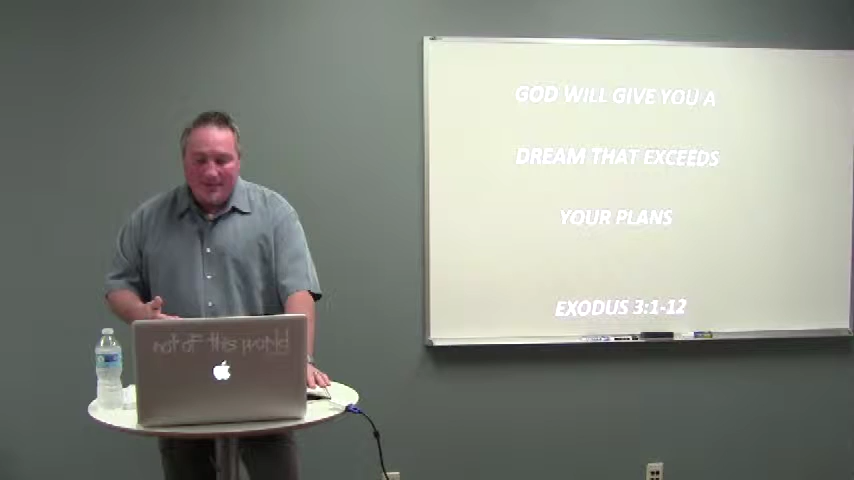 GOD WILL GIVE YOU A
DREAM THAT EXCEEDS
YOUR PLANS
EXODUS 3:1-12
not of this world